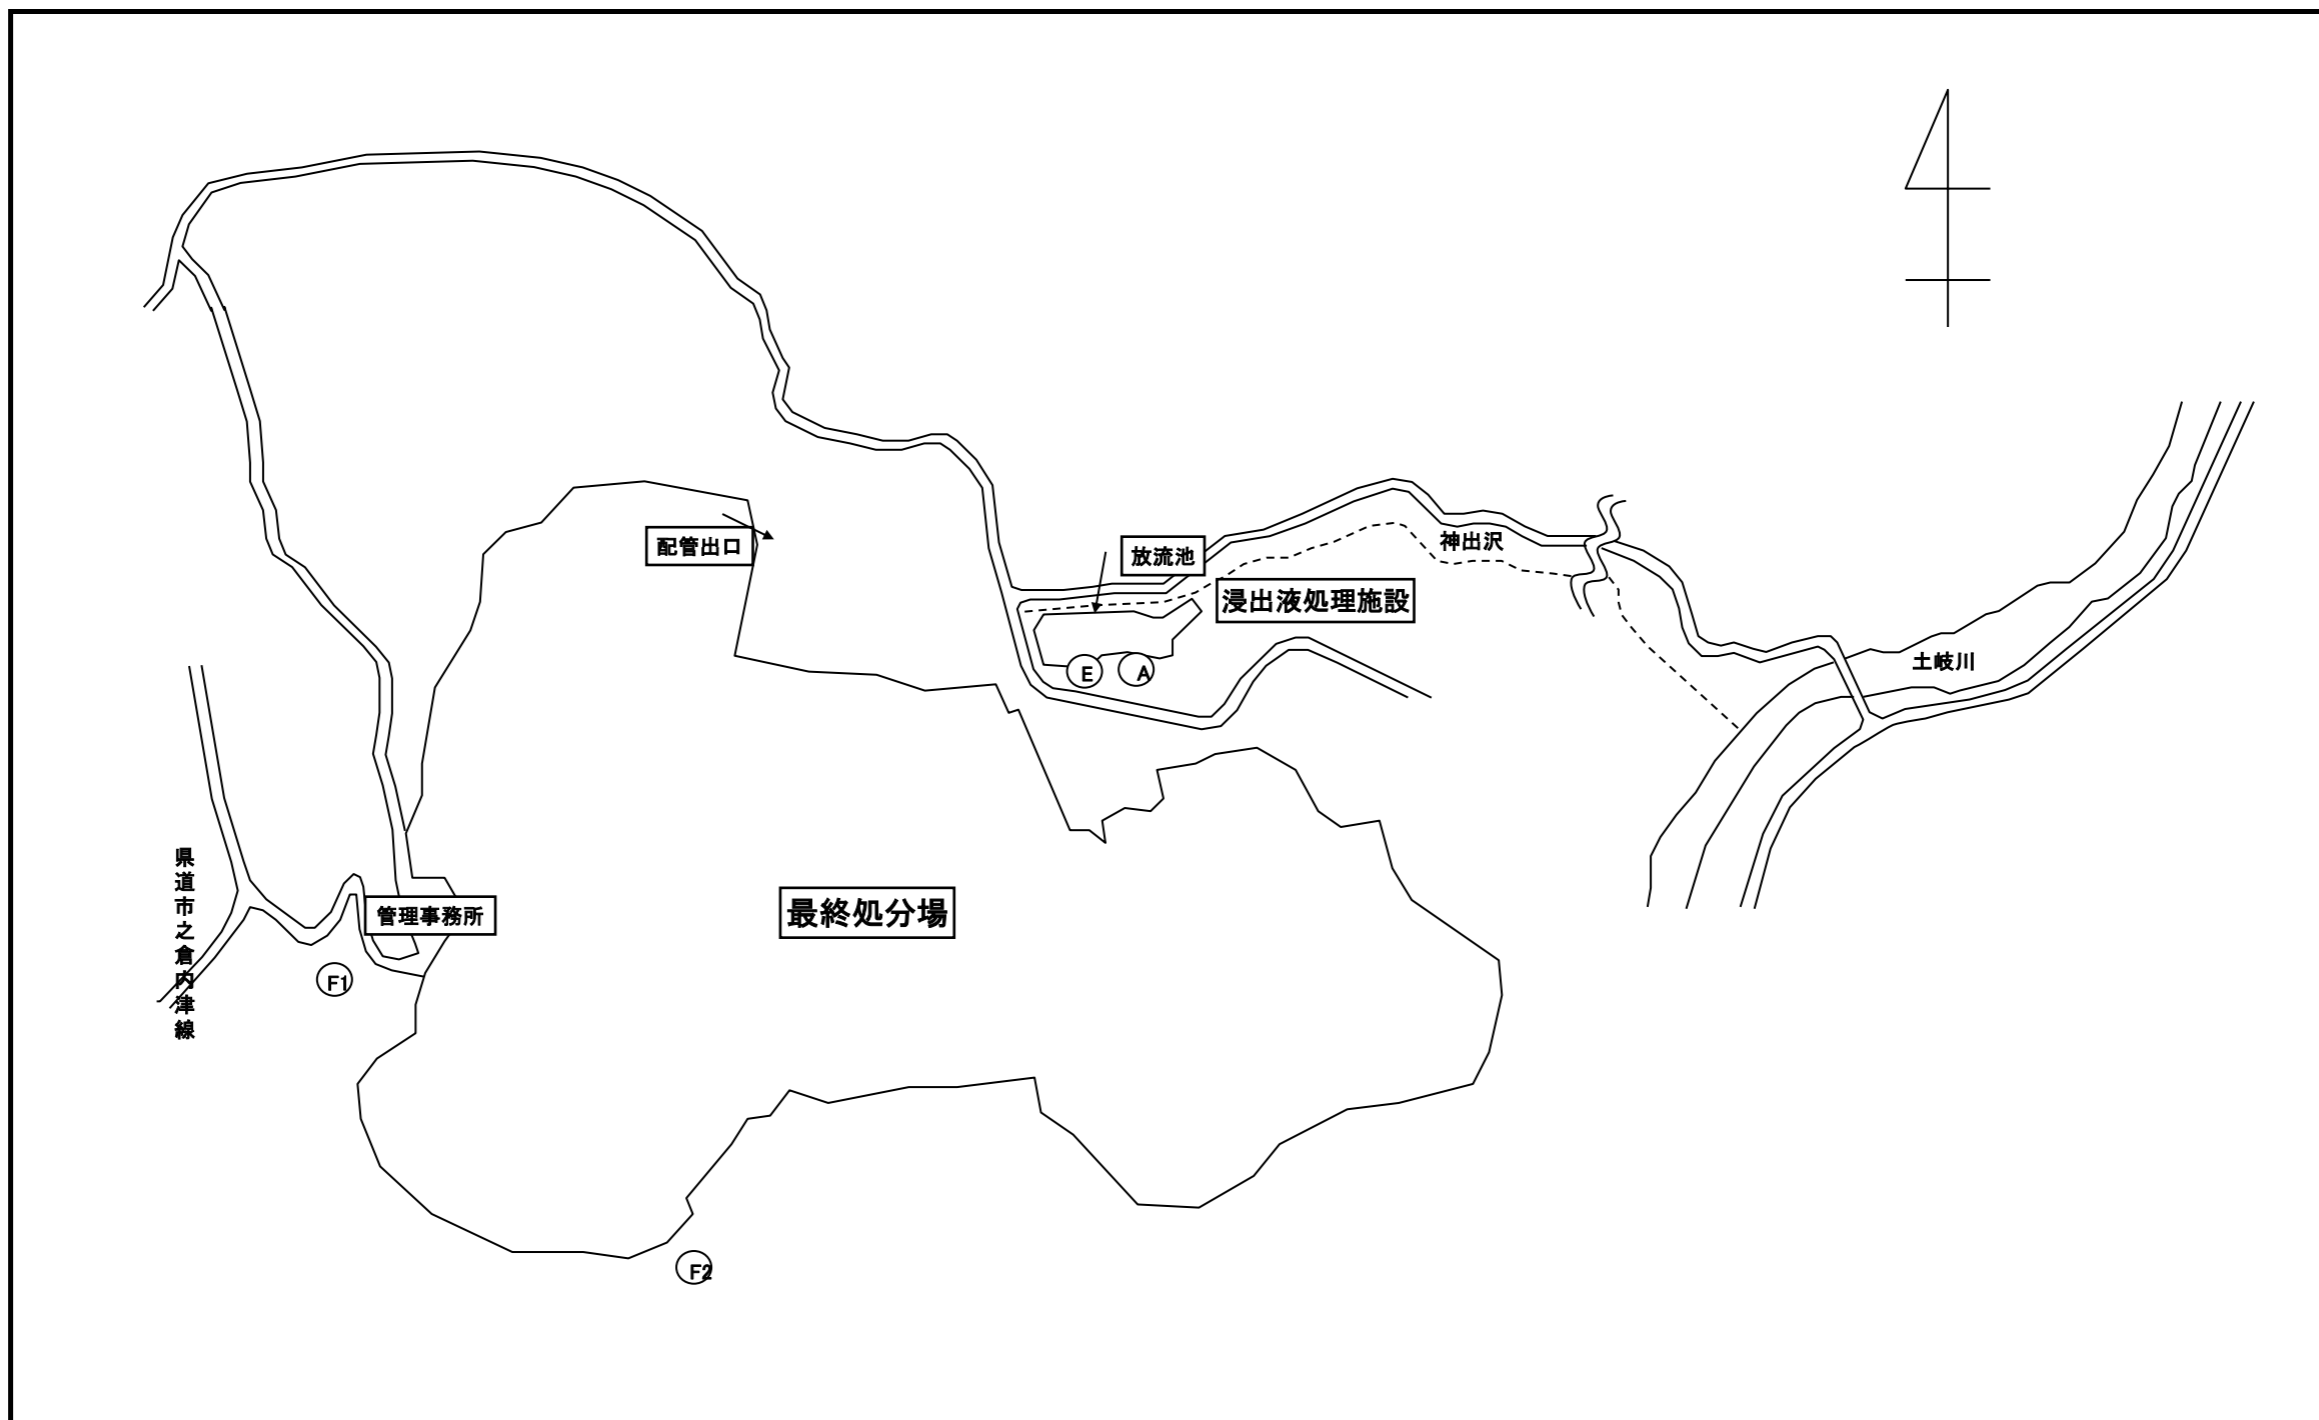 配管出口
放流池
神出沢
浸出液処理施設
土岐川
E
A
県道市之倉内津線
管理事務所
最終処分場
F1
F2